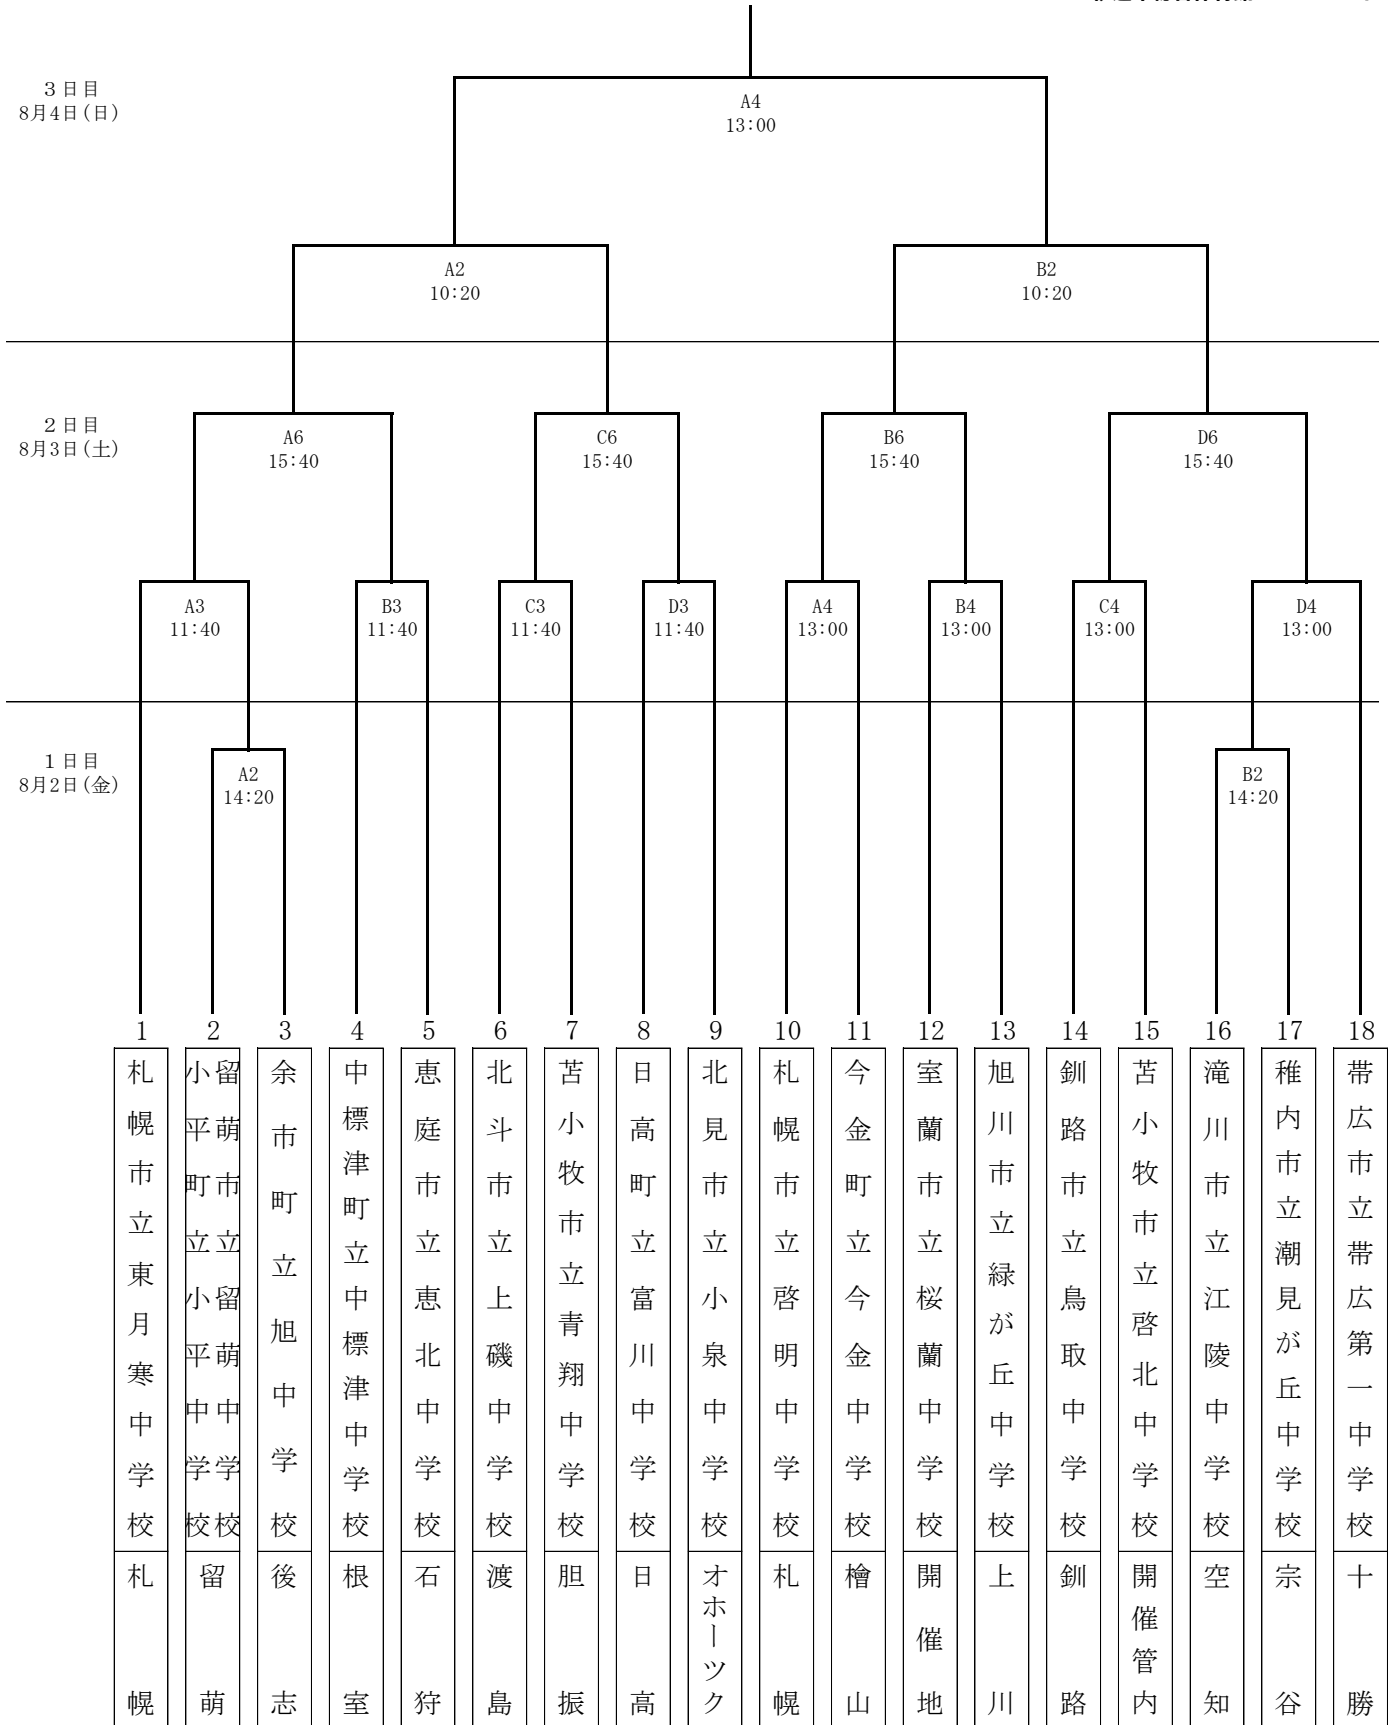 ３日目
8月4日(日)
A4
13:00
A2
10:20
B2
10:20
２日目
8月3日(土)
A6
15:40
C6
15:40
B6
15:40
D6
15:40
A3
11:40
B3
11:40
C3
11:40
D3
11:40
A4
13:00
B4
13:00
C4
13:00
D4
13:00
１日目
8月2日(金)
A2
14:20
B2
14:20
1
2
3
4
5
6
7
8
9
10
11
12
13
14
15
16
17
18
札幌市立東月寒中学校
留萌市立留萌中学校
小平町立小平中学校
余市町立旭中学校
中標津町立中標津中学校
恵庭市立恵北中学校
北斗市立上磯中学校
苫小牧市立青翔中学校
日高町立富川中学校
北見市立小泉中学校
札幌市立啓明中学校
今金町立今金中学校
室蘭市立桜蘭中学校
旭川市立緑が丘中学校
釧路市立鳥取中学校
苫小牧市立啓北中学校
滝川市立江陵中学校
稚内市立潮見が丘中学校
帯広市立帯広第一中学校
札幌
留萌
後志
根室
石狩
渡島
胆振
日高
オホーツク
札幌
檜山
開催地
上川
釧路
開催管内
空知
宗谷
十勝